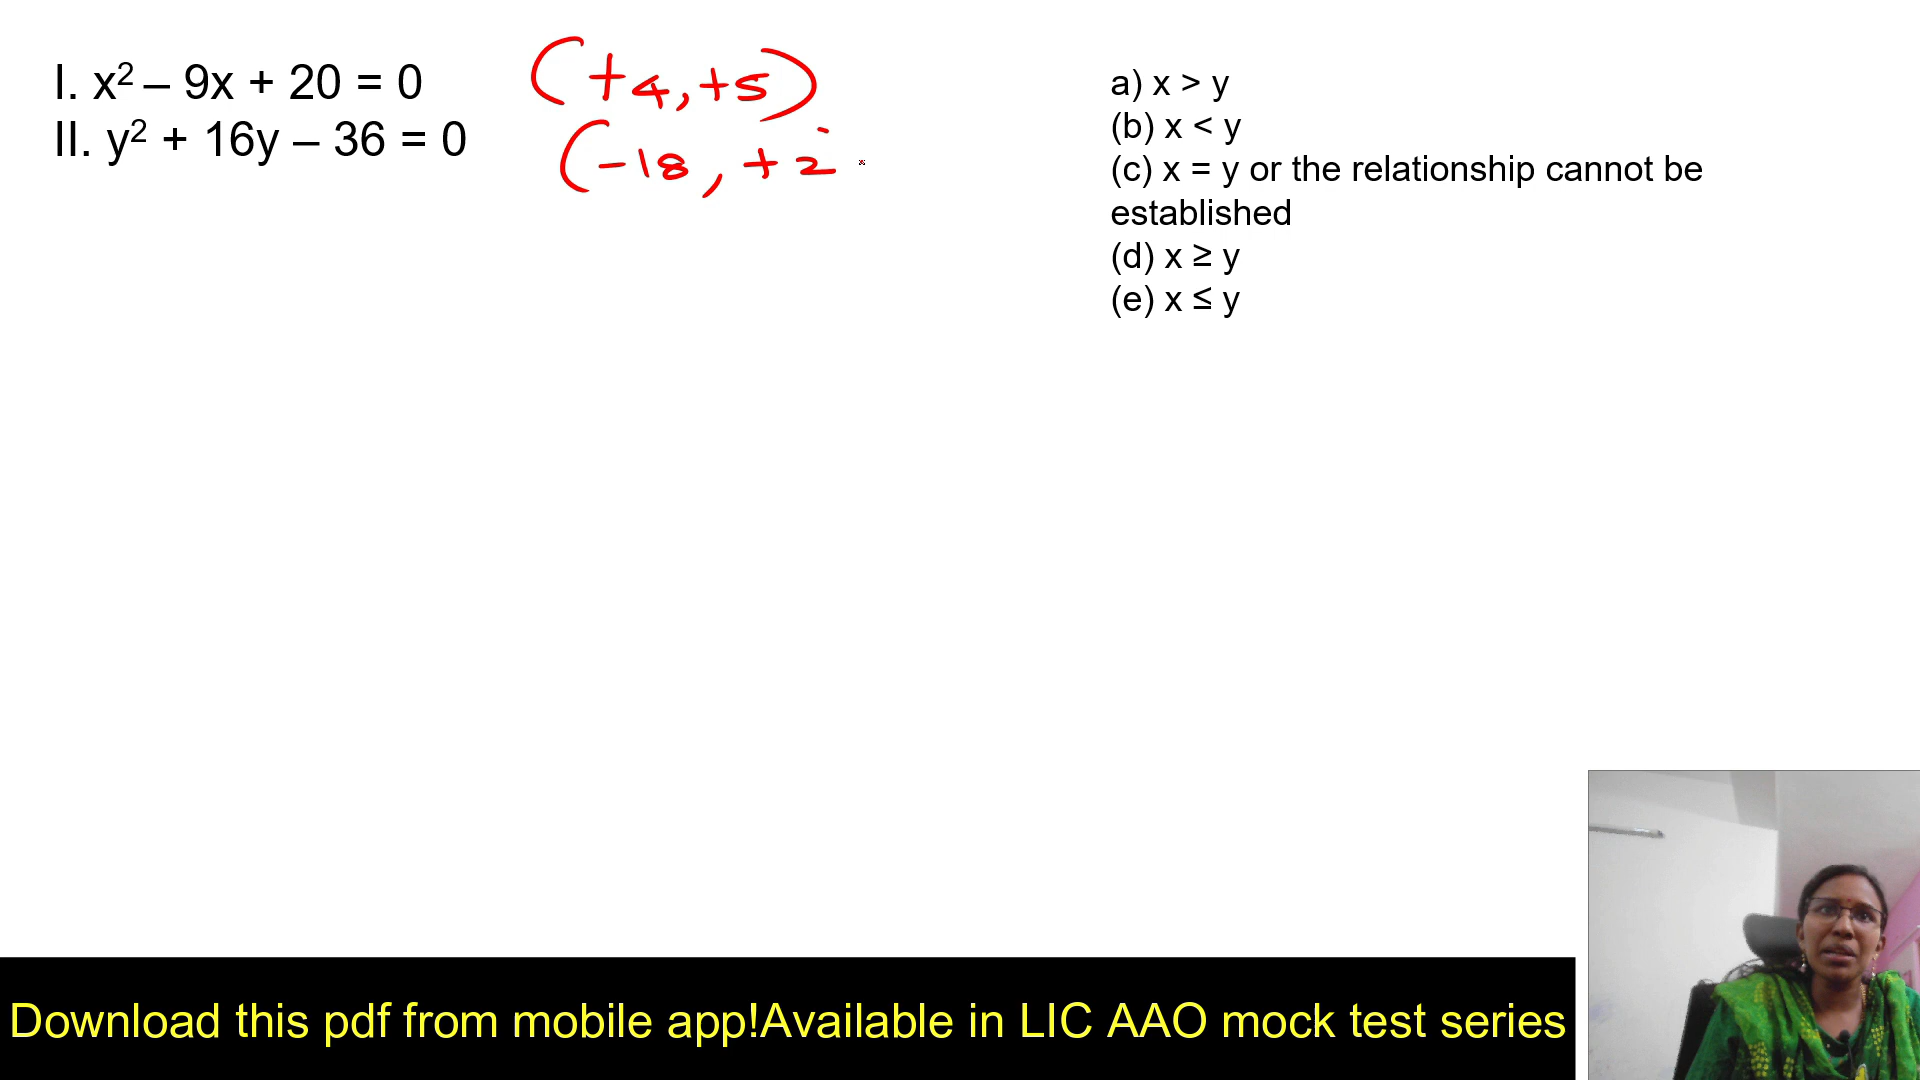 I. x² – 9x + 20 = 0
(+4, +5)
II. y² + 16y – 36 = 0
(-18, +2
a) x > y
(b) x < y
(c) x = y or the relationship cannot be
established
(d) x ≥ y
(e) x ≤ y
Download this pdf from mobile app!Available in LIC AAO mock test series